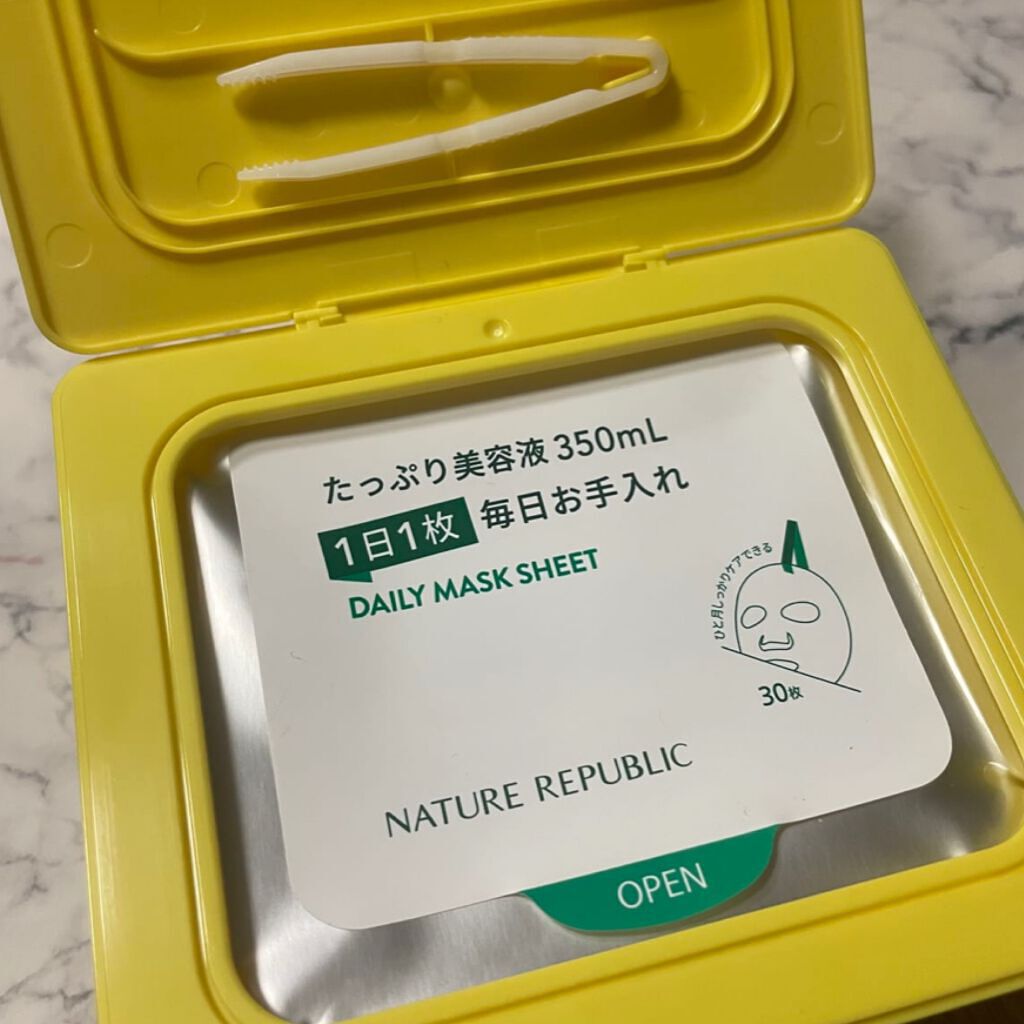 たっぷり美容液 350mL
1日1枚 毎日お手入れ
DAILY MASK SHEET
ひと月しっかりケアできる
30枚
NATURE REPUBLIC
OPEN